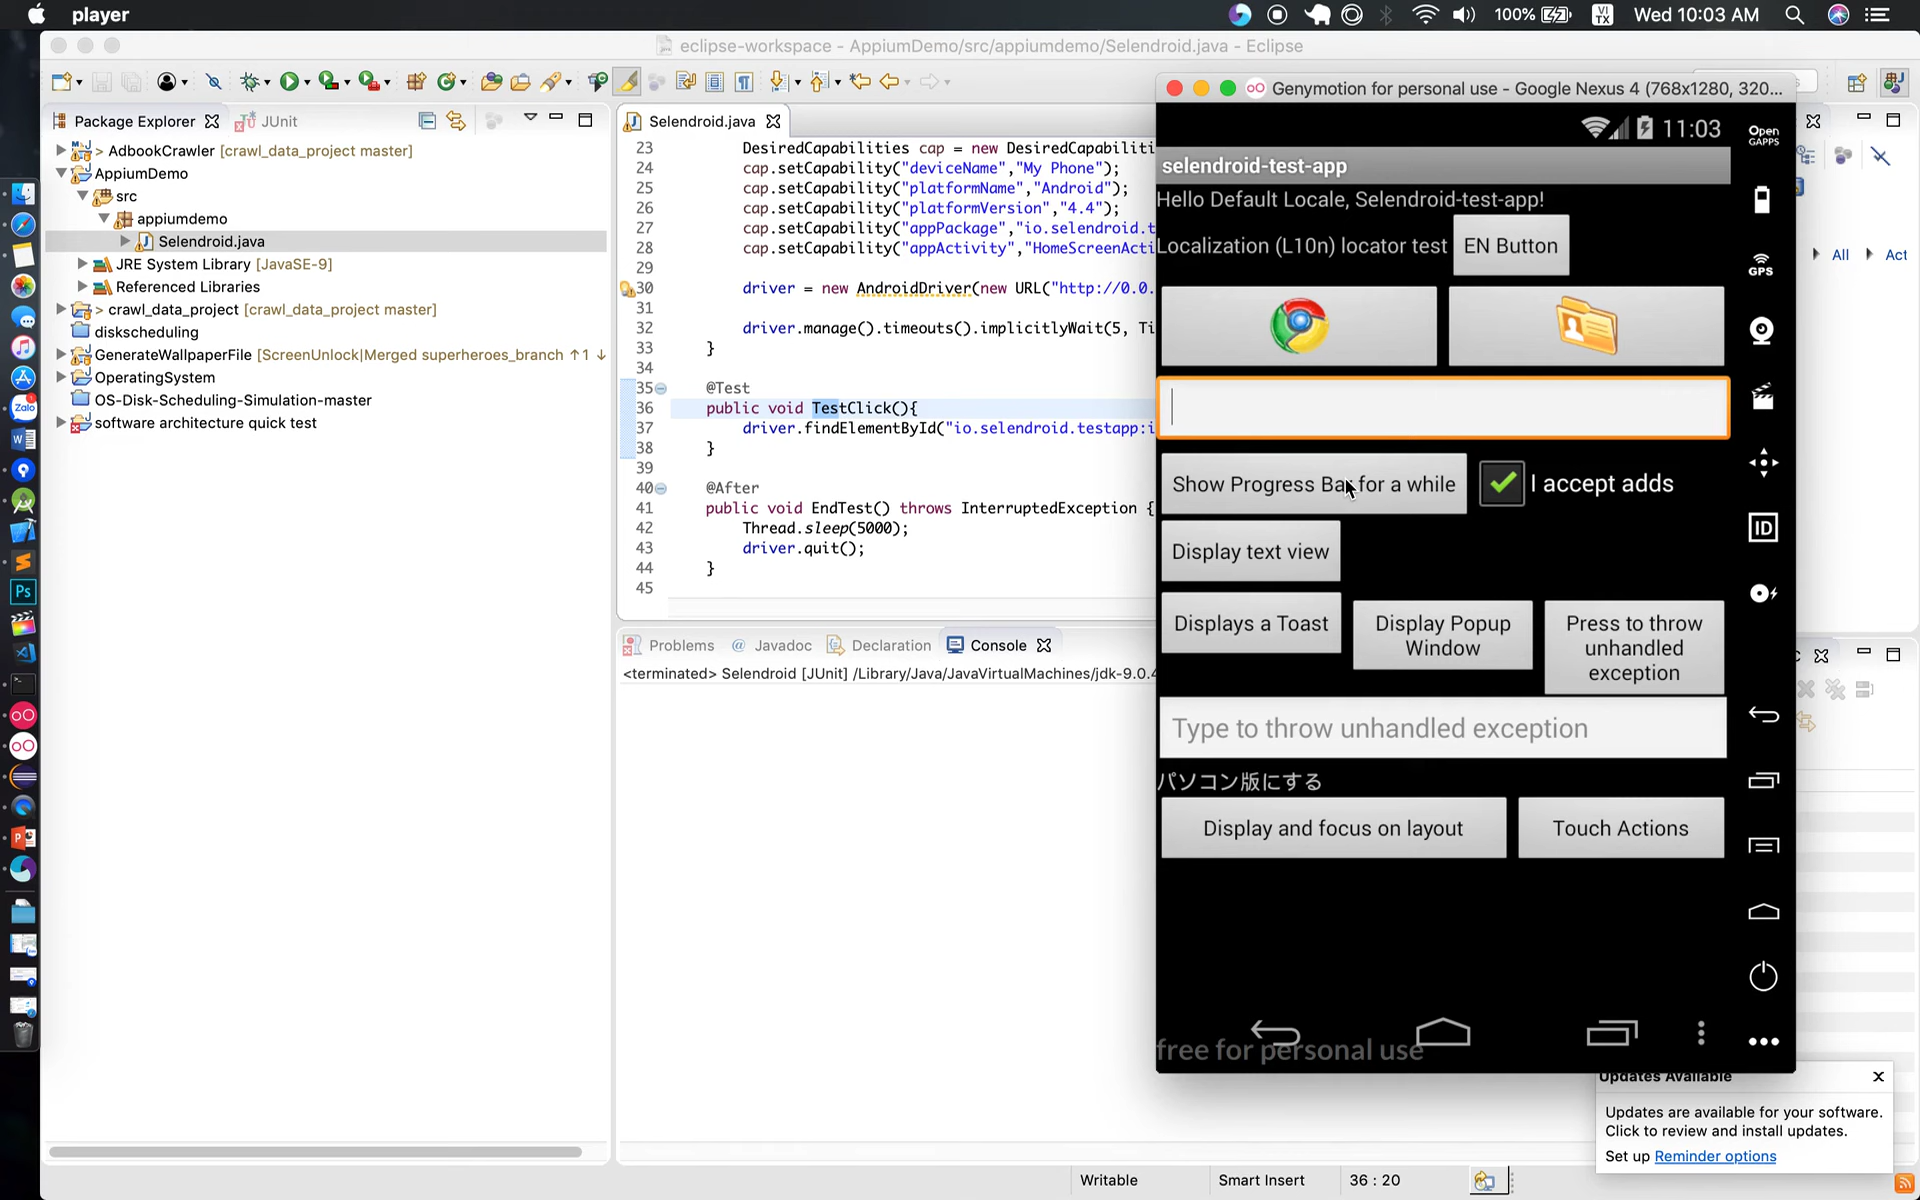 player
100%
VI
TX
Wed 10:03 AM
eclipse-workspace - AppiumDemo/src/appiumdemo/Selendroid.java - Eclipse
Package Explorer
JUnit
> AdbookCrawler [crawl_data_project master]
AppiumDemo
src
appiumdemo
Selendroid.java
JRE System Library [JavaSE-9]
Referenced Libraries
> crawl_data_project [crawl_data_project master]
diskscheduling
GenerateWallpaperFile [ScreenUnlock|Merged superheroes_branch ↑1 ↓
OperatingSystem
OS-Disk-Scheduling-Simulation-master
software architecture quick test
Zalo
Ps
Selendroid.java
23 DesiredCapabilities cap = new DesiredCapabiliti
24 cap.setCapability("deviceName","My Phone");
25 cap.setCapability("platformName","Android");
26 cap.setCapability("platformVersion","4.4");
27 cap.setCapability("appPackage","io.selendroid.t
28 cap.setCapability("appActivity","HomeScreenActi
29
30 driver = new AndroidDriver(new URL("http://0.0.
31
32 driver.manage().timeouts().implicitlyWait(5, Ti
33 }
34
35 @Test
36 public void TestClick(){
37 driver.findElementById("io.selendroid.testapp:i
38 }
39
40 @After
41 public void EndTest() throws InterruptedException {
42 Thread.sleep(5000);
43 driver.quit();
44 }
45
Problems
@ Javadoc
Declaration
Console
<terminated> Selendroid [JUnit] /Library/Java/JavaVirtualMachines/jdk-9.0.4
Genymotion for personal use - Google Nexus 4 (768x1280, 320...
11:03
selendroid-test-app
Hello Default Locale, Selendroid-test-app!
Localization (L10n) locator test
EN Button
Show Progress Bar for a while
I accept adds
Display text view
Displays a Toast
Display Popup
Window
Press to throw
unhandled
exception
Type to throw unhandled exception
パソコン版にする
Display and focus on layout
Touch Actions
free for personal use
Open
GAPPS
GPS
ID
All
Act
Updates Available
Updates are available for your software.
Click to review and install updates.
Set up Reminder options
Writable
Smart Insert
36 : 20